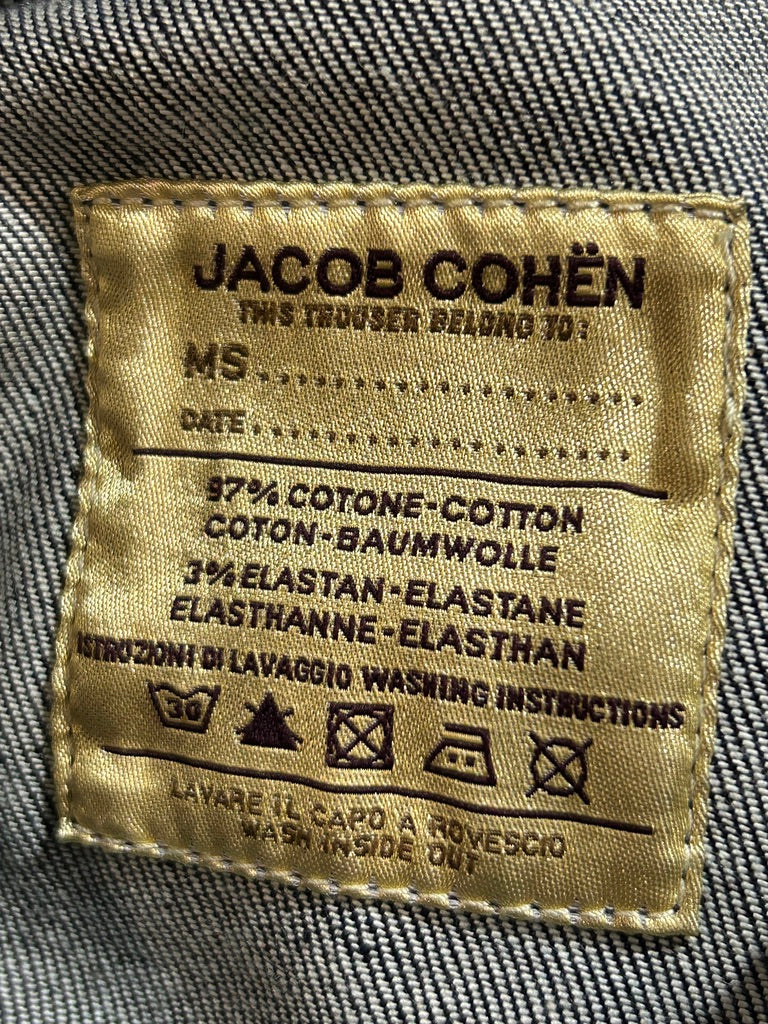 JACOB COHËN
THIS TROUSER BELONG TO:
MS....................
DATE....................
97% COTONE-COTTON
COTON-BAUMWOLLE
3% ELASTAN-ELASTANE
ELASTHANNE-ELASTHAN
ISTRUZIONI DI LAVAGGIO WASHING INSTRUCTIONS
30
LAVARE IL CAPO A ROVESCIO
WASH INSIDE OUT